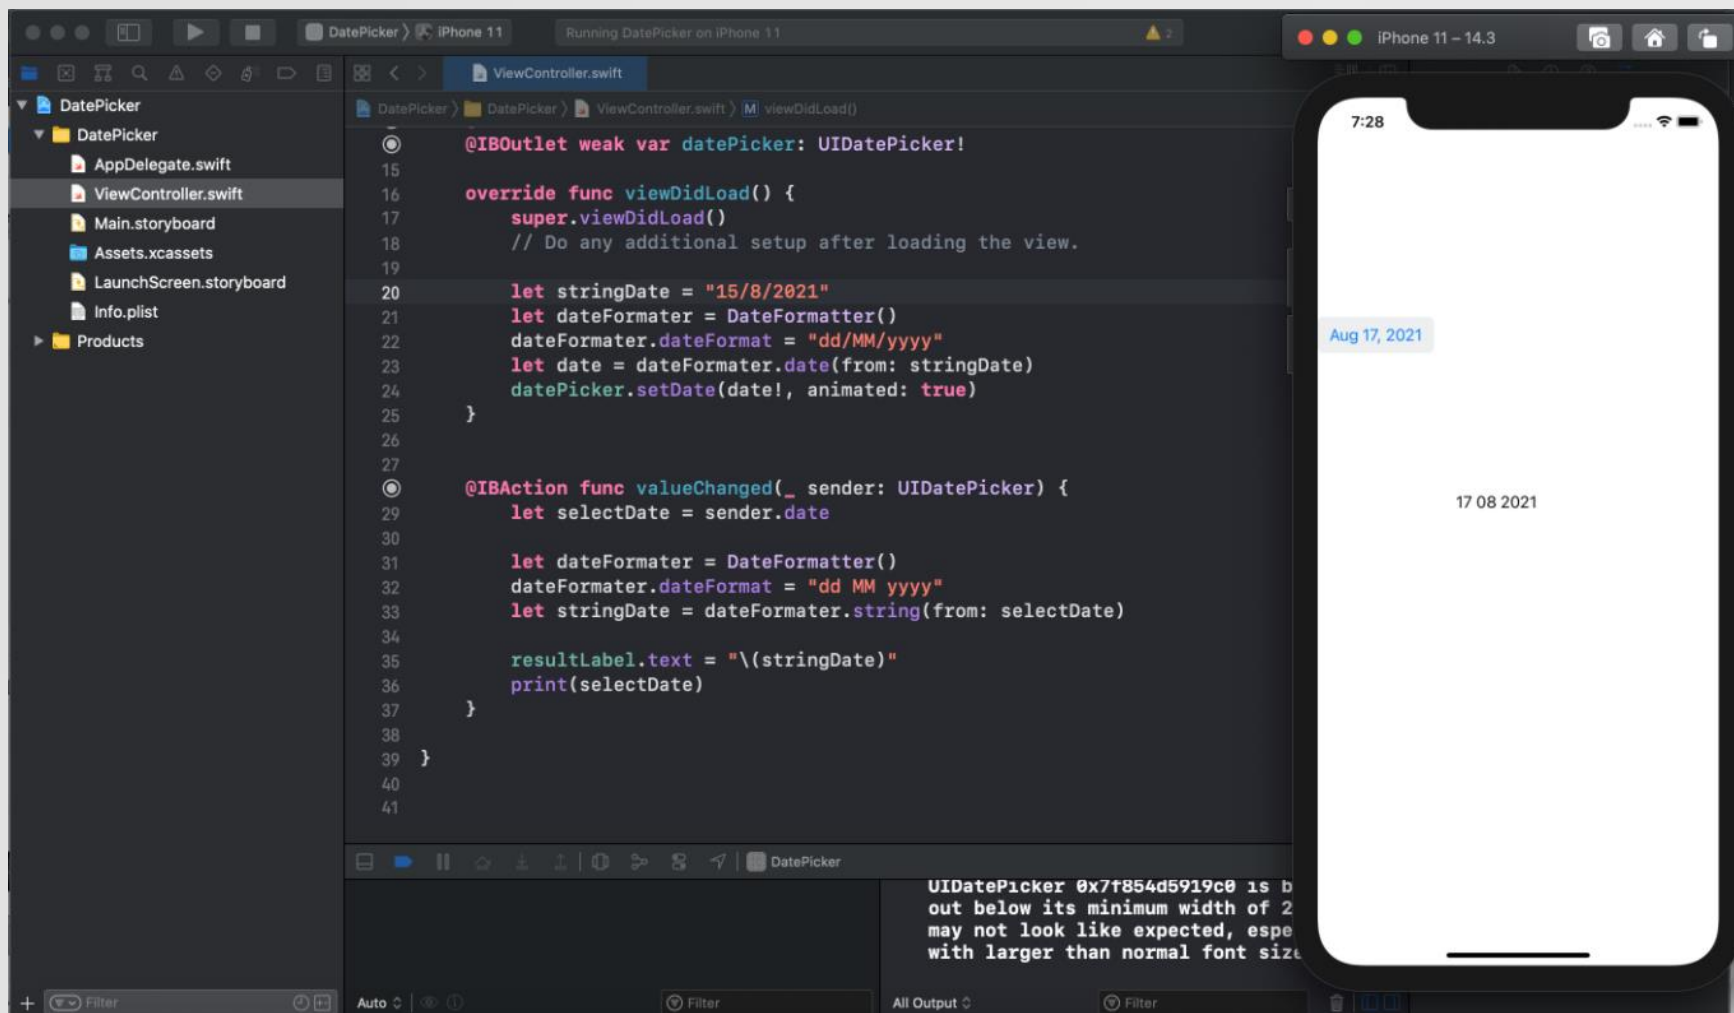 DatePicker
iPhone 11
Running DatePicker on iPhone 11
2
iPhone 11 – 14.3
ViewController.swift
DatePicker
DatePicker
AppDelegate.swift
ViewController.swift
Main.storyboard
Assets.xcassets
LaunchScreen.storyboard
Info.plist
Products
DatePicker
DatePicker
ViewController.swift
M viewDidLoad()
@IBOutlet weak var datePicker: UIDatePicker!
15
16 override func viewDidLoad() {
17 super.viewDidLoad()
18 // Do any additional setup after loading the view.
19
20 let stringDate = "15/8/2021"
21 let dateFormater = DateFormatter()
22 dateFormater.dateFormat = "dd/MM/yyyy"
23 let date = dateFormater.date(from: stringDate)
24 datePicker.setDate(date!, animated: true)
25 }
26
27
@IBAction func valueChanged(_ sender: UIDatePicker) {
29 let selectDate = sender.date
30
31 let dateFormater = DateFormatter()
32 dateFormater.dateFormat = "dd MM yyyy"
33 let stringDate = dateFormater.string(from: selectDate)
34
35 resultLabel.text = "\(stringDate)"
36 print(selectDate)
37 }
38
39 }
40
41
7:28
Aug 17, 2021
17 08 2021
DatePicker
UIDatePicker 0x7f854d5919c0 is b
out below its minimum width of 2
may not look like expected, espe
with larger than normal font size
Filter
Auto
Filter
All Output
Filter